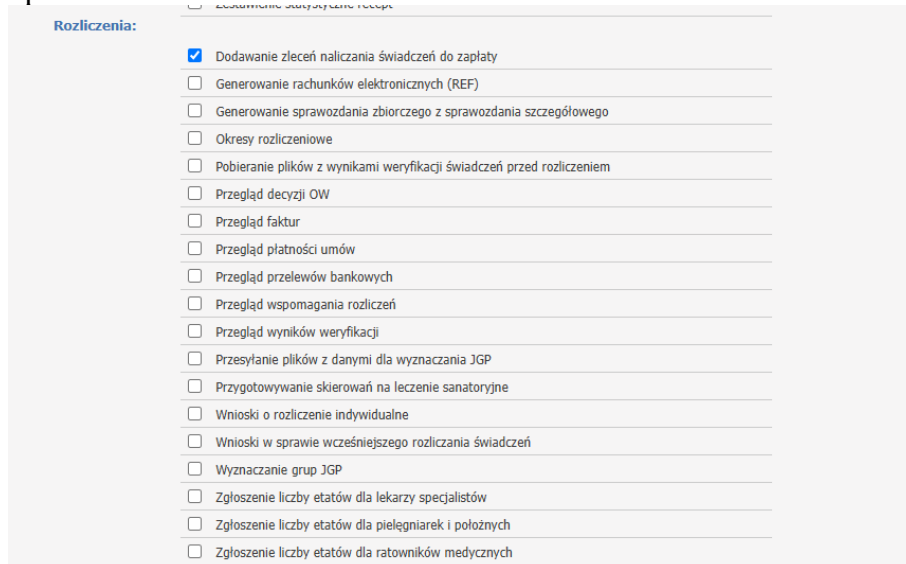 Zestawienie statystyczne recept
Rozliczenia:
Dodawanie zleceń naliczania świadczeń do zapłaty
Generowanie rachunków elektronicznych (REF)
Generowanie sprawozdania zbiorczego z sprawozdania szczegółowego
Okresy rozliczeniowe
Pobieranie plików z wynikami weryfikacji świadczeń przed rozliczeniem
Przegląd decyzji OW
Przegląd faktur
Przegląd płatności umów
Przegląd przelewów bankowych
Przegląd wspomagania rozliczeń
Przegląd wyników weryfikacji
Przesyłanie plików z danymi dla wyznaczania JGP
Przygotowywanie skierowań na leczenie sanatoryjne
Wnioski o rozliczenie indywidualne
Wnioski w sprawie wcześniejszego rozliczania świadczeń
Wyznaczanie grup JGP
Zgłoszenie liczby etatów dla lekarzy specjalistów
Zgłoszenie liczby etatów dla pielęgniarek i położnych
Zgłoszenie liczby etatów dla ratowników medycznych